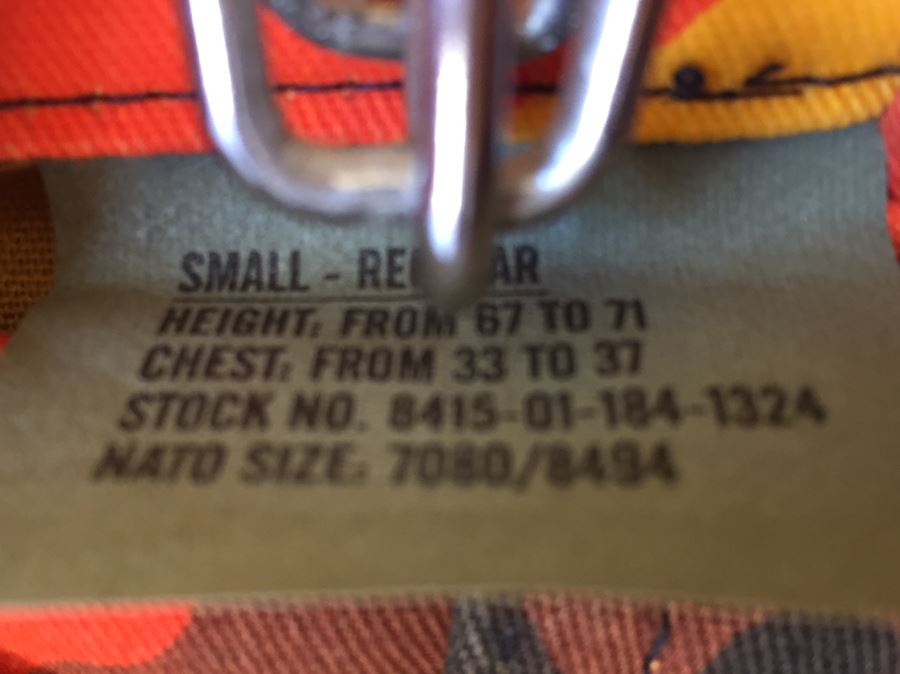 SMALL - REGULAR
HEIGHT: FROM 67 TO 71
CHEST: FROM 33 TO 37
STOCK NO. 8415-01-184-1324
NATO SIZE: 7080/8494